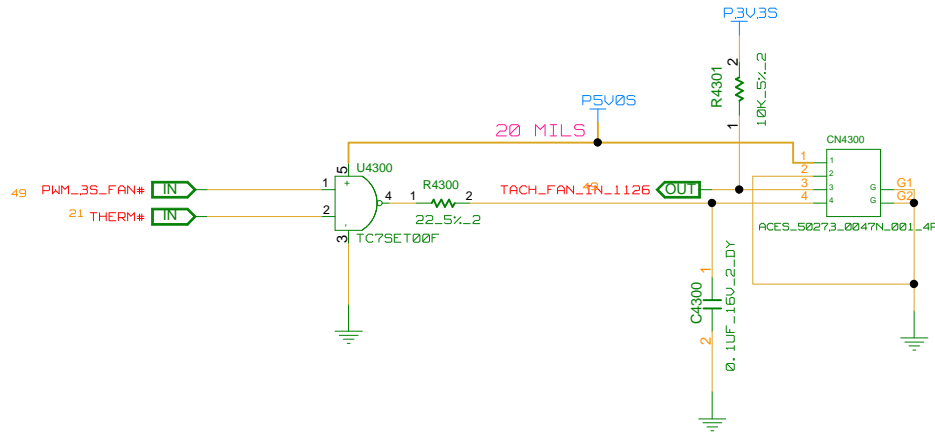 P3V3S
R4301
2
1
10K_5%_2
P5V0S
20 MILS
CN4300
1
2
3
4
1
2
3
4
G
G
G1
G2
ACES_50273_0047N_001_4P
U4300
5
+
-
1
2
3
4
TC7SET00F
49
PWM_3S_FAN#
IN
21
THERM#
IN
R4300
1
2
22_5%_2
49
TACH_FAN_IN_1126
OUT
C4300
1
2
0.1UF_16V_2_DY